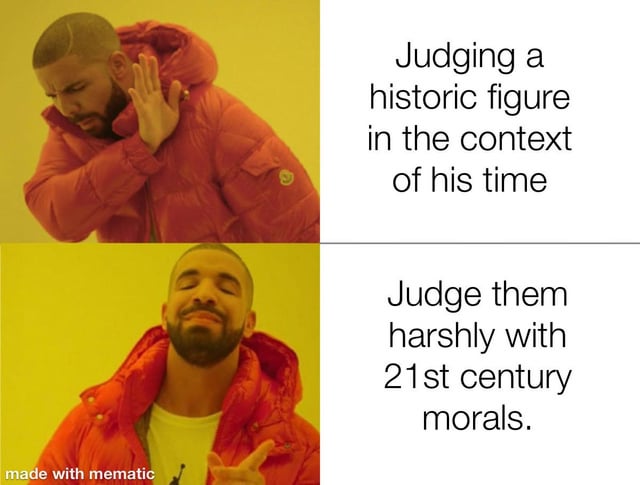 Judging a
historic figure
in the context
of his time
Judge them
harshly with
21st century
morals.
made with mematic